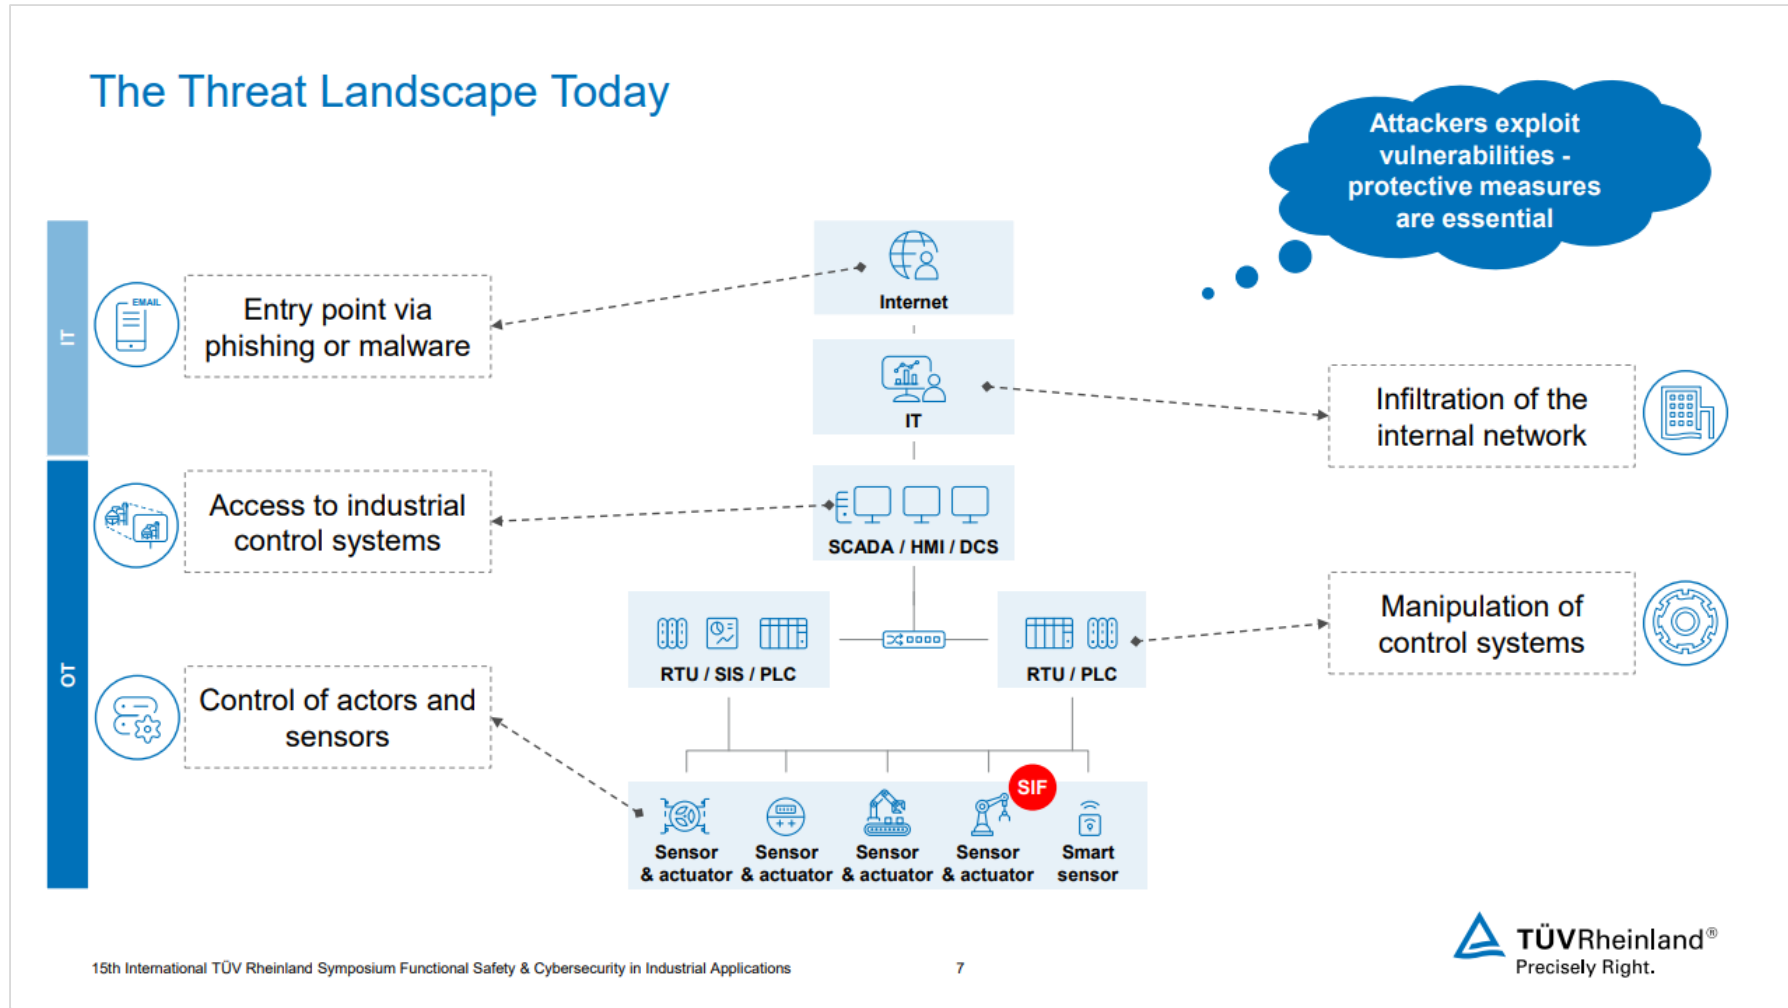 The Threat Landscape Today
Attackers exploit
vulnerabilities -
protective measures
are essential
IT
EMAIL
Entry point via
phishing or malware
Internet
IT
Infiltration of the
internal network
OT
Access to industrial
control systems
SCADA / HMI / DCS
Manipulation of
control systems
RTU / SIS / PLC
RTU / PLC
Control of actors and
sensors
SIF
Sensor
& actuator
Sensor
& actuator
Sensor
& actuator
Sensor
& actuator
Smart
sensor
15th International TÜV Rheinland Symposium Functional Safety & Cybersecurity in Industrial Applications
7
TÜVRheinland®
Precisely Right.